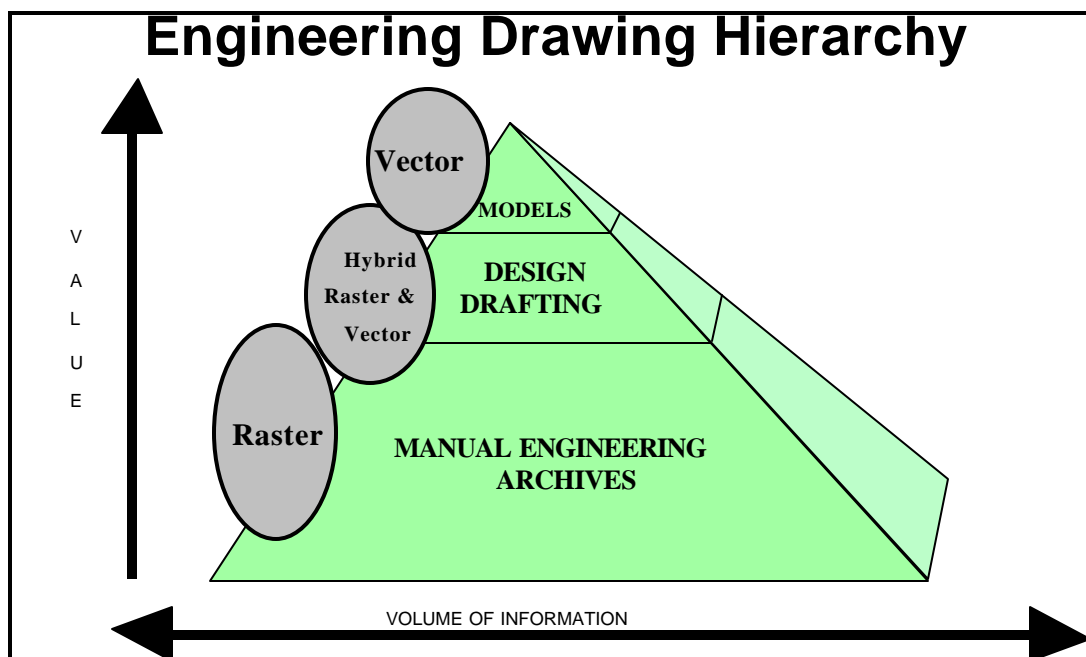 Engineering Drawing Hierarchy
Vector
MODELS
V
A
L
U
E
Hybrid
Raster &
Vector
DESIGN
DRAFTING
Raster
MANUAL ENGINEERING
ARCHIVES
VOLUME OF INFORMATION